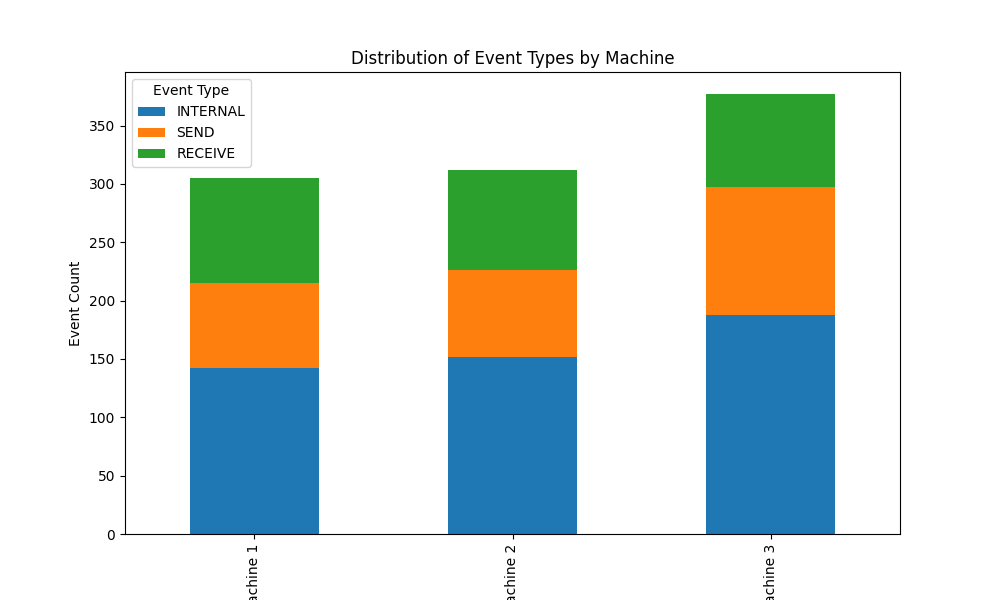 Distribution of Event Types by Machine
Event Type
INTERNAL
SEND
RECEIVE
Event Count
350
300
250
200
150
100
50
0
achine 1
achine 2
achine 3